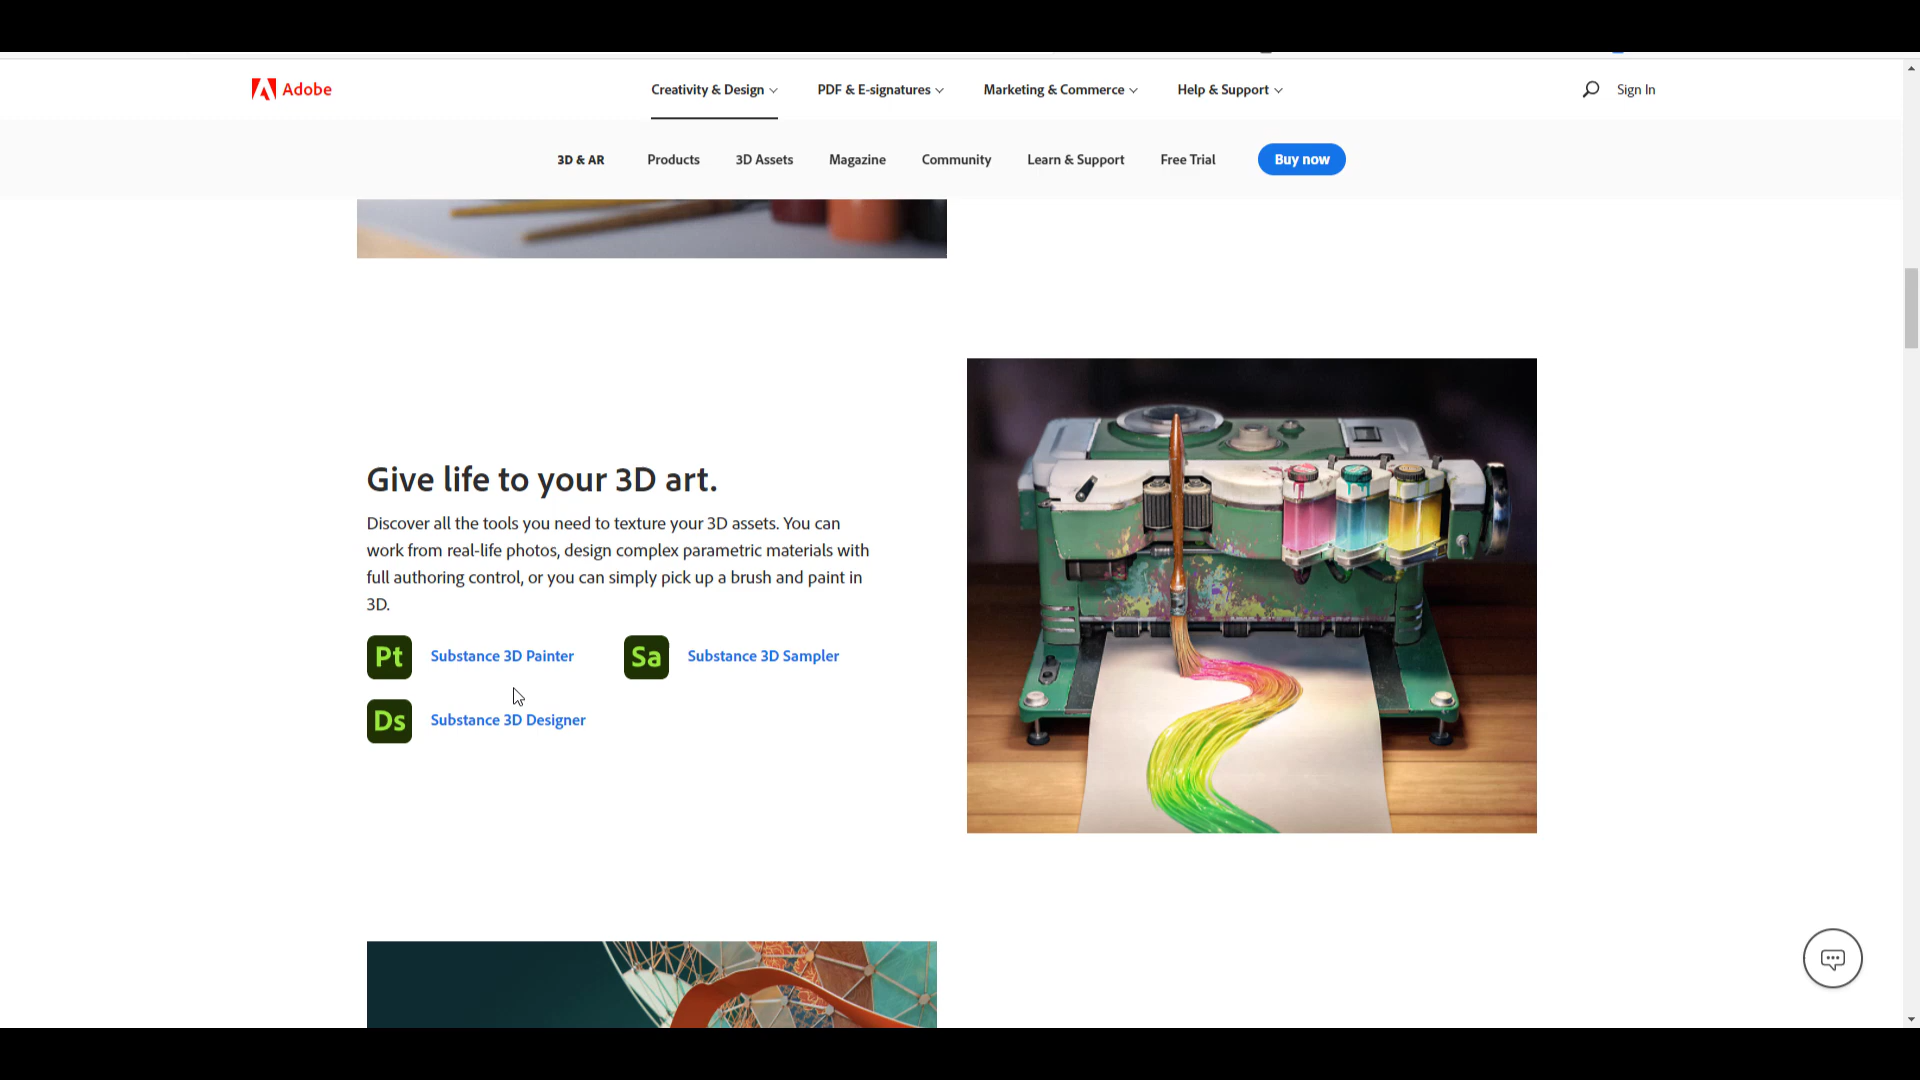 Adobe
Creativity & Design
PDF & E-signatures
Marketing & Commerce
Help & Support
Sign In
3D & AR
Products
3D Assets
Magazine
Community
Learn & Support
Free Trial
Buy now
Give life to your 3D art.
Discover all the tools you need to texture your 3D assets. You can
work from real-life photos, design complex parametric materials with
full authoring control, or you can simply pick up a brush and paint in
3D.
Pt Substance 3D Painter
Sa Substance 3D Sampler
Ds Substance 3D Designer